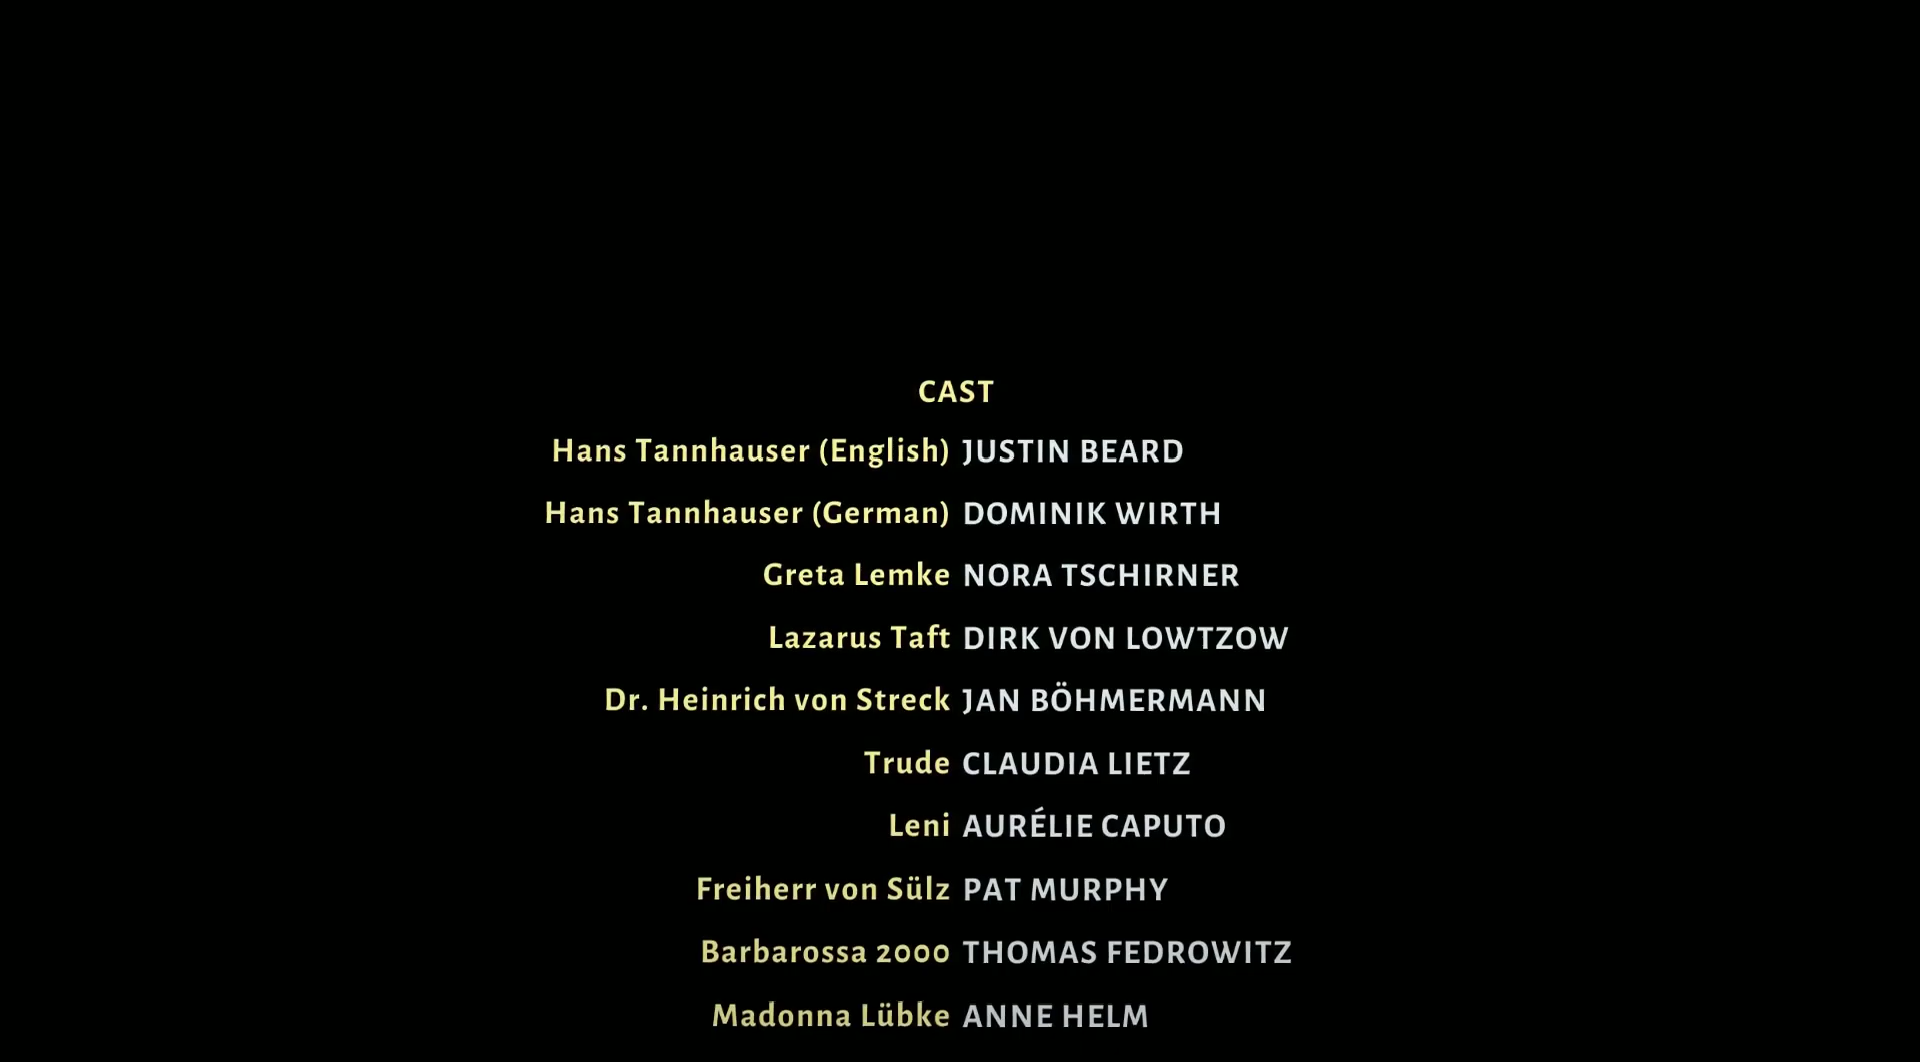 CAST
Hans Tannhauser (English) JUSTIN BEARD
Hans Tannhauser (German) DOMINIK WIRTH
Greta Lemke NORA TSCHIRNER
Lazarus Taft DIRK VON LOWTZOW
Dr. Heinrich von Streck JAN BÖHMERMANN
Trude CLAUDIA LIETZ
Leni AURÉLIE CAPUTO
Freiherr von Sülz PAT MURPHY
Barbarossa 2000 THOMAS FEDROWITZ
Madonna Lübke ANNE HELM